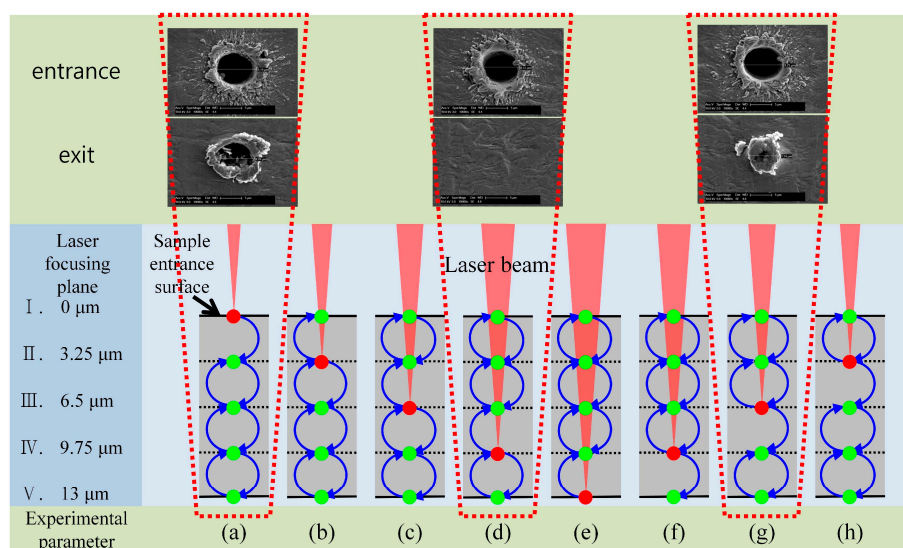 entrance
exit
Laser
focusing
plane
Sample
entrance
surface
Laser beam
Ⅰ. 0 μm
Ⅱ. 3.25 μm
Ⅲ. 6.5 μm
Ⅳ. 9.75 μm
Ⅴ. 13 μm
Experimental
parameter
(a) (b) (c) (d) (e) (f) (g) (h)